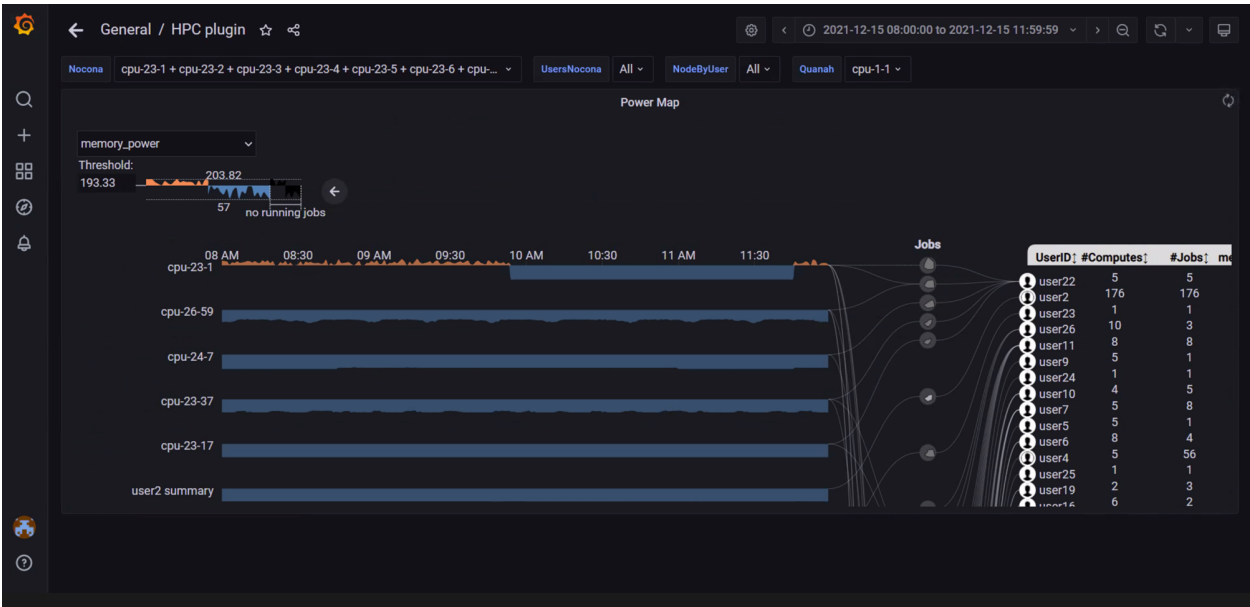 General / HPC plugin
2021-12-15 08:00:00 to 2021-12-15 11:59:59
Nocona cpu-23-1 + cpu-23-2 + cpu-23-3 + cpu-23-4 + cpu-23-5 + cpu-23-6 + cpu-... UsersNocona All NodeByUser All Quanah cpu-1-1
Power Map
memory_power
Threshold:
193.33
203.82
57
no running jobs
Jobs
08 AM 08:30 09 AM 09:30 10 AM 10:30 11 AM 11:30
UserID #Computes #Jobs me
cpu-23-1
cpu-26-59
cpu-24-7
cpu-23-37
cpu-23-17
user2 summary
user22 5 5
user2 176 176
user23 1 1
user26 10 3
user11 8 8
user9 5 1
user24 1 1
user10 4 5
user7 5 8
user5 5 1
user6 8 4
user4 5 56
user25 1 1
user19 2 3
user16 6 2